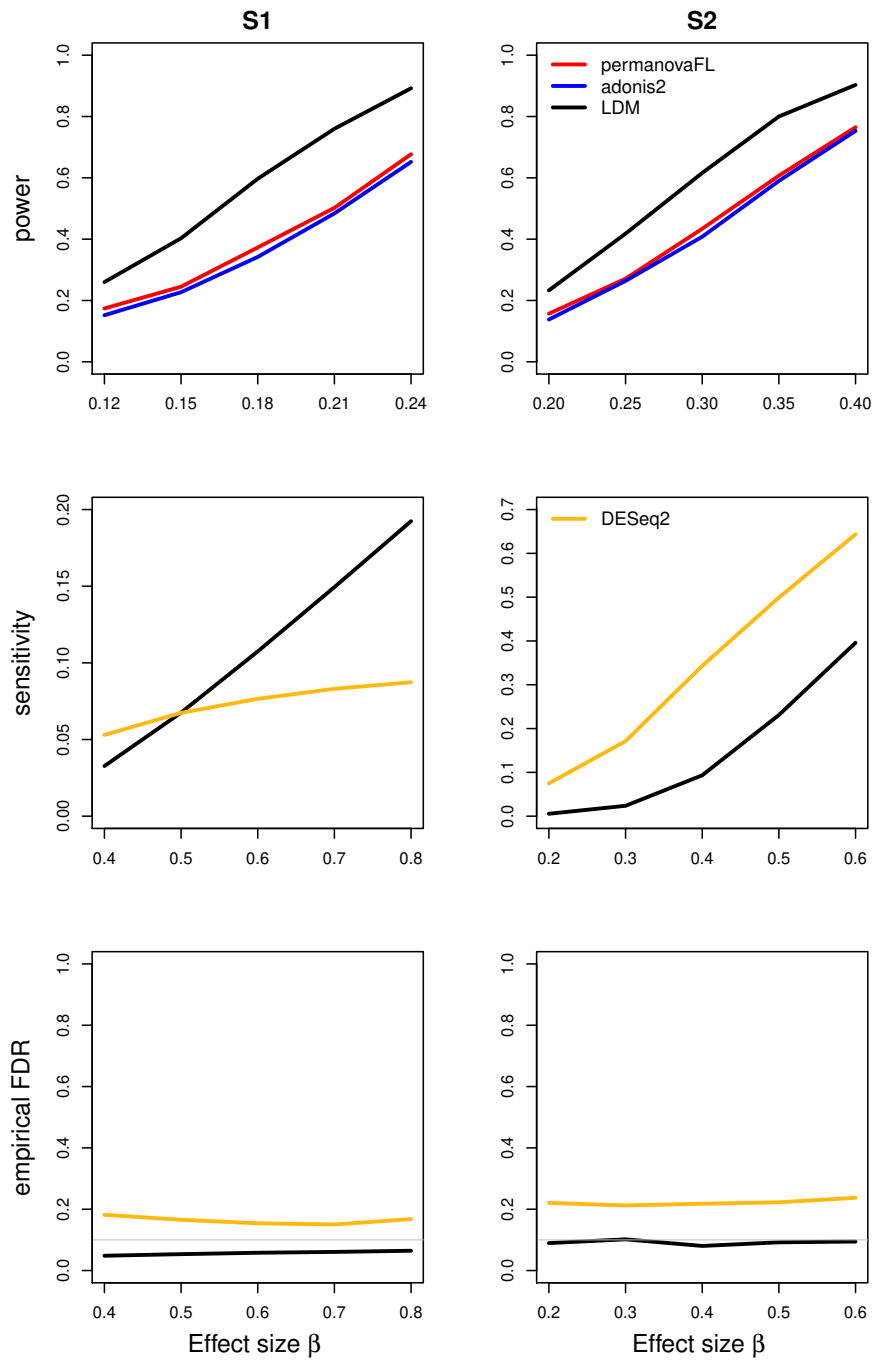 S1
S2
power
0.0 0.2 0.4 0.6 0.8 1.0
0.12 0.15 0.18 0.21 0.24
0.0 0.2 0.4 0.6 0.8 1.0
permanovaFL
adonis2
LDM
0.20 0.25 0.30 0.35 0.40
sensitivity
0.00 0.05 0.10 0.15 0.20
0.4 0.5 0.6 0.7 0.8
0.0 0.1 0.2 0.3 0.4 0.5 0.6 0.7
DESeq2
0.2 0.3 0.4 0.5 0.6
empirical FDR
0.0 0.2 0.4 0.6 0.8 1.0
0.4 0.5 0.6 0.7 0.8
Effect size β
0.0 0.2 0.4 0.6 0.8 1.0
0.2 0.3 0.4 0.5 0.6
Effect size β